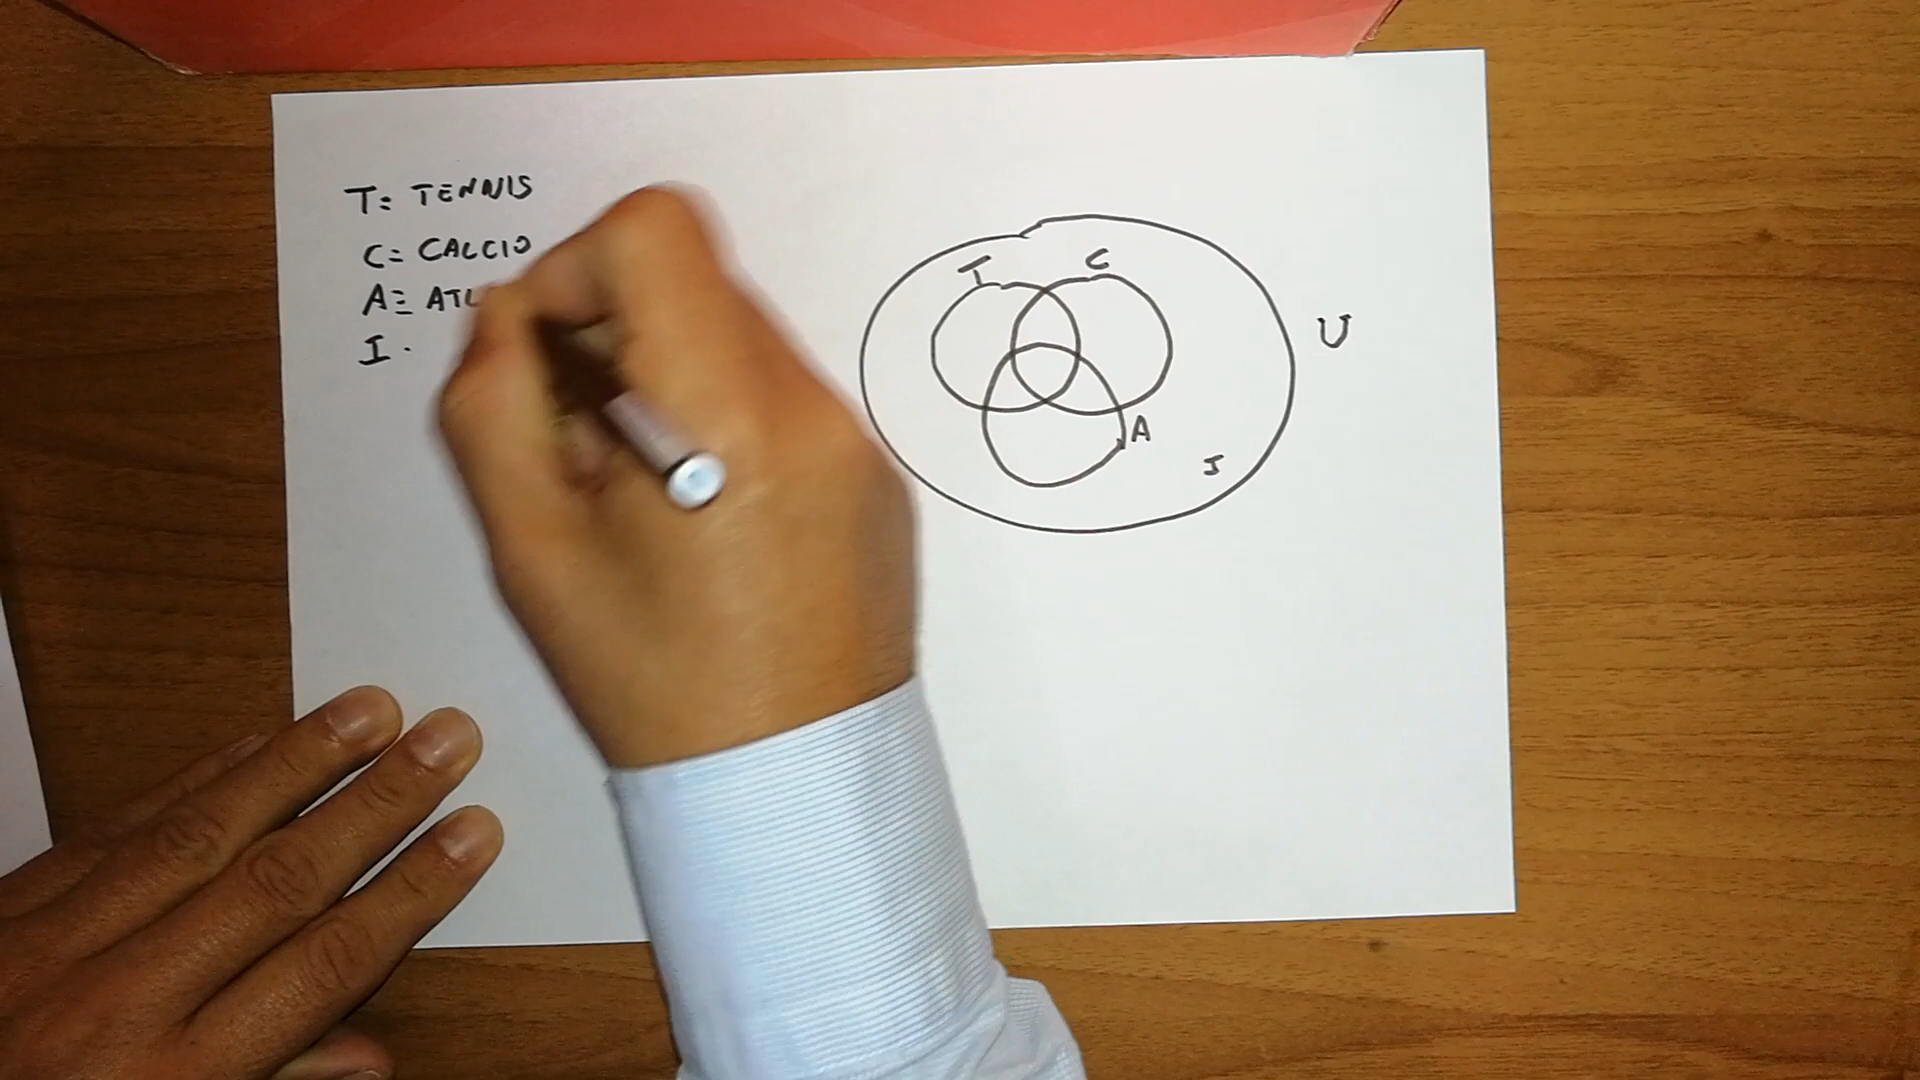 T= TENNIS
C= CALCIO
A=
I
T
C
U
A
I